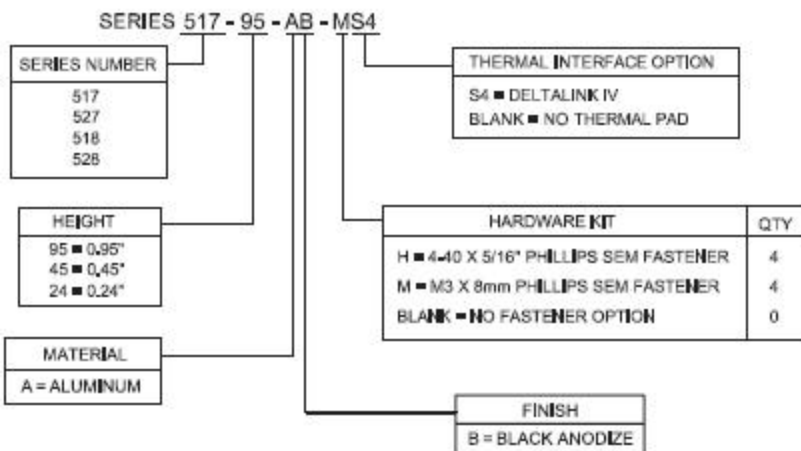 SERIES 517 - 95 - AB - MS4
SERIES NUMBER
517
527
518
528
THERMAL INTERFACE OPTION
S4 = DELTALINK IV
BLANK = NO THERMAL PAD
HEIGHT
95 = 0.95"
45 = 0.45"
24 = 0.24"
HARDWARE KIT QTY
H = 4-40 X 5/16" PHILLIPS SEM FASTENER 4
M = M3 X 8mm PHILLIPS SEM FASTENER 4
BLANK = NO FASTENER OPTION 0
MATERIAL
A = ALUMINUM
FINISH
B = BLACK ANODIZE